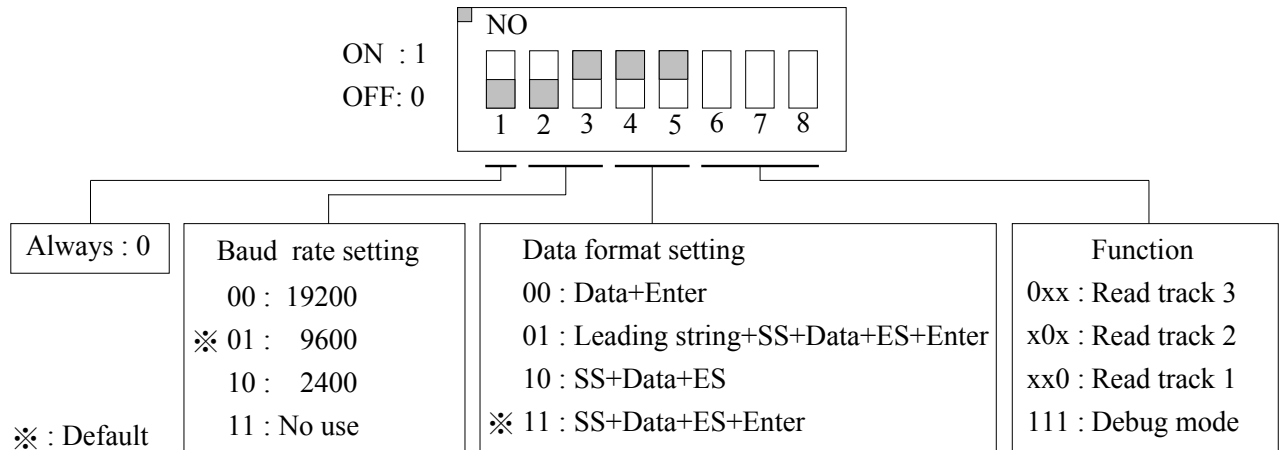 NO
ON : 1
OFF: 0
1 2 3 4 5 6 7 8
Always : 0
Baud rate setting
00 : 19200
※ 01 : 9600
10 : 2400
11 : No use
Data format setting
00 : Data+Enter
01 : Leading string+SS+Data+ES+Enter
10 : SS+Data+ES
※ 11 : SS+Data+ES+Enter
Function
0xx : Read track 3
x0x : Read track 2
xx0 : Read track 1
111 : Debug mode
※ : Default